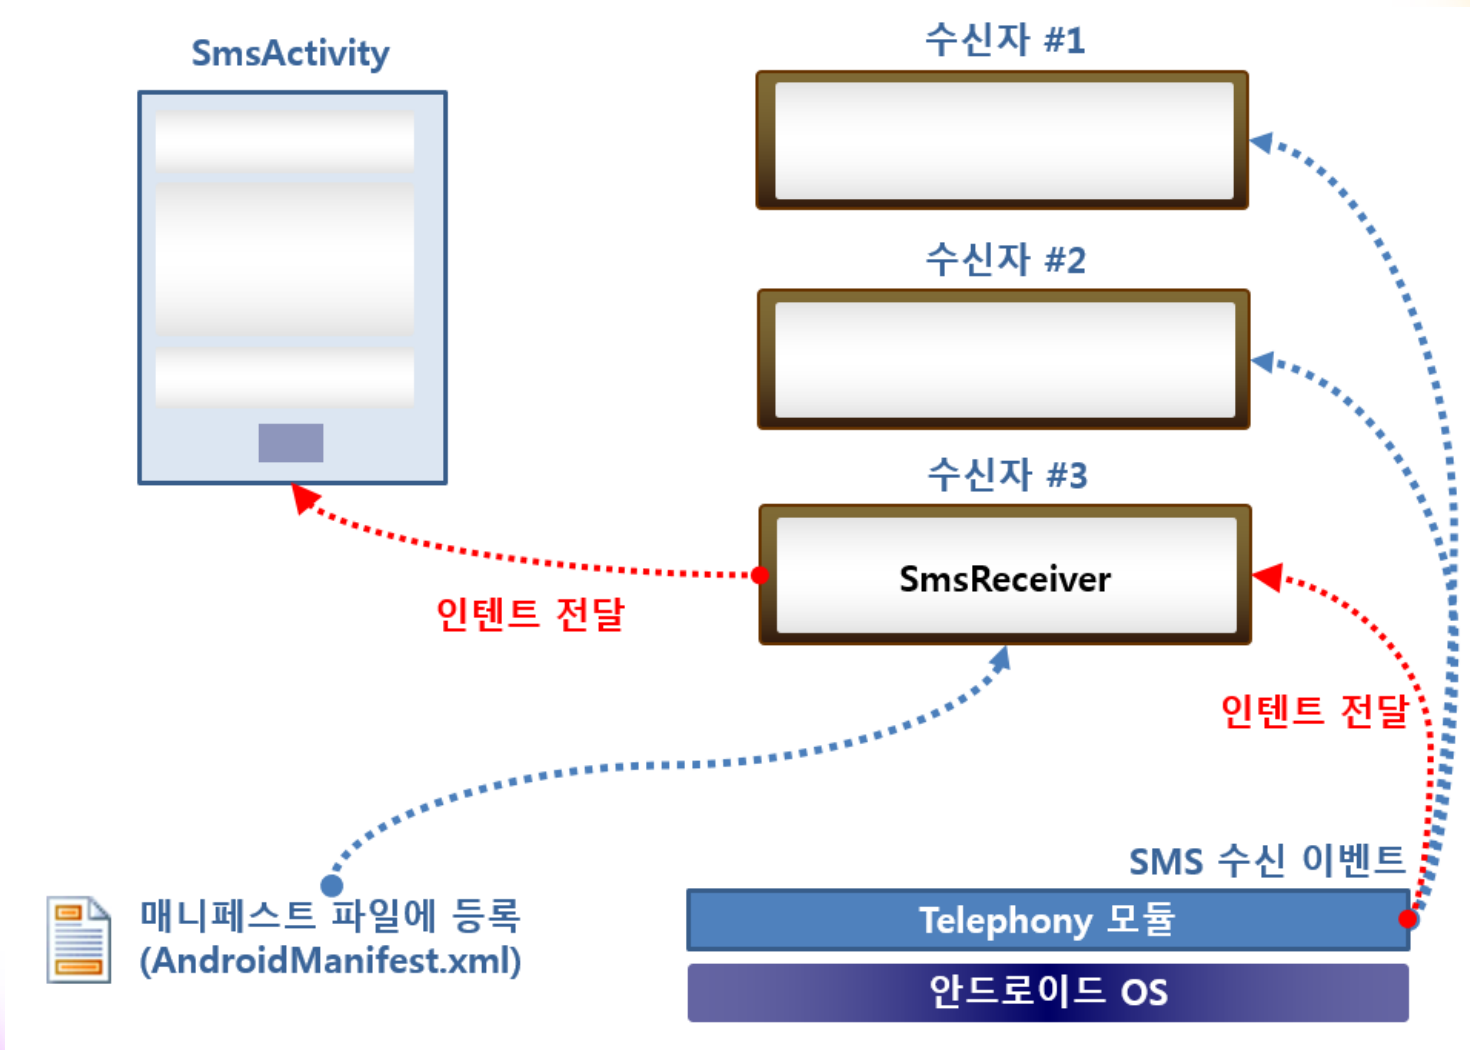 SmsActivity
수신자 #1
수신자 #2
수신자 #3
SmsReceiver
인텐트 전달
인텐트 전달
SMS 수신 이벤트
Telephony 모듈
안드로이드 OS
매니페스트 파일에 등록
(AndroidManifest.xml)